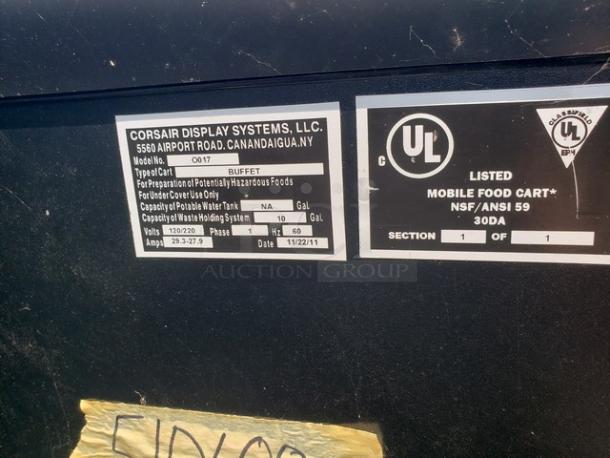 CORSAIR DISPLAY SYSTEMS, LLC.
5560 AIRPORT ROAD. CANANDAIGUA.NY
Model No. O017
Type of Cart BUFFET
For Preparation of Potentially Hazardous Foods
For Under Cover Use Only
Capacity of Potable Water Tank NA Gal.
Capacity of Waste Holding System 10 Gal.
Volts 120/220 Phase 1 Hz 60
Amps 29.3-27.9 Date 11/22/11
C UL
CLASSIFIED
UL
EPH
LISTED
MOBILE FOOD CART*
NSF/ANSI 59
30DA
SECTION 1 OF 1
AUCTION GROUP